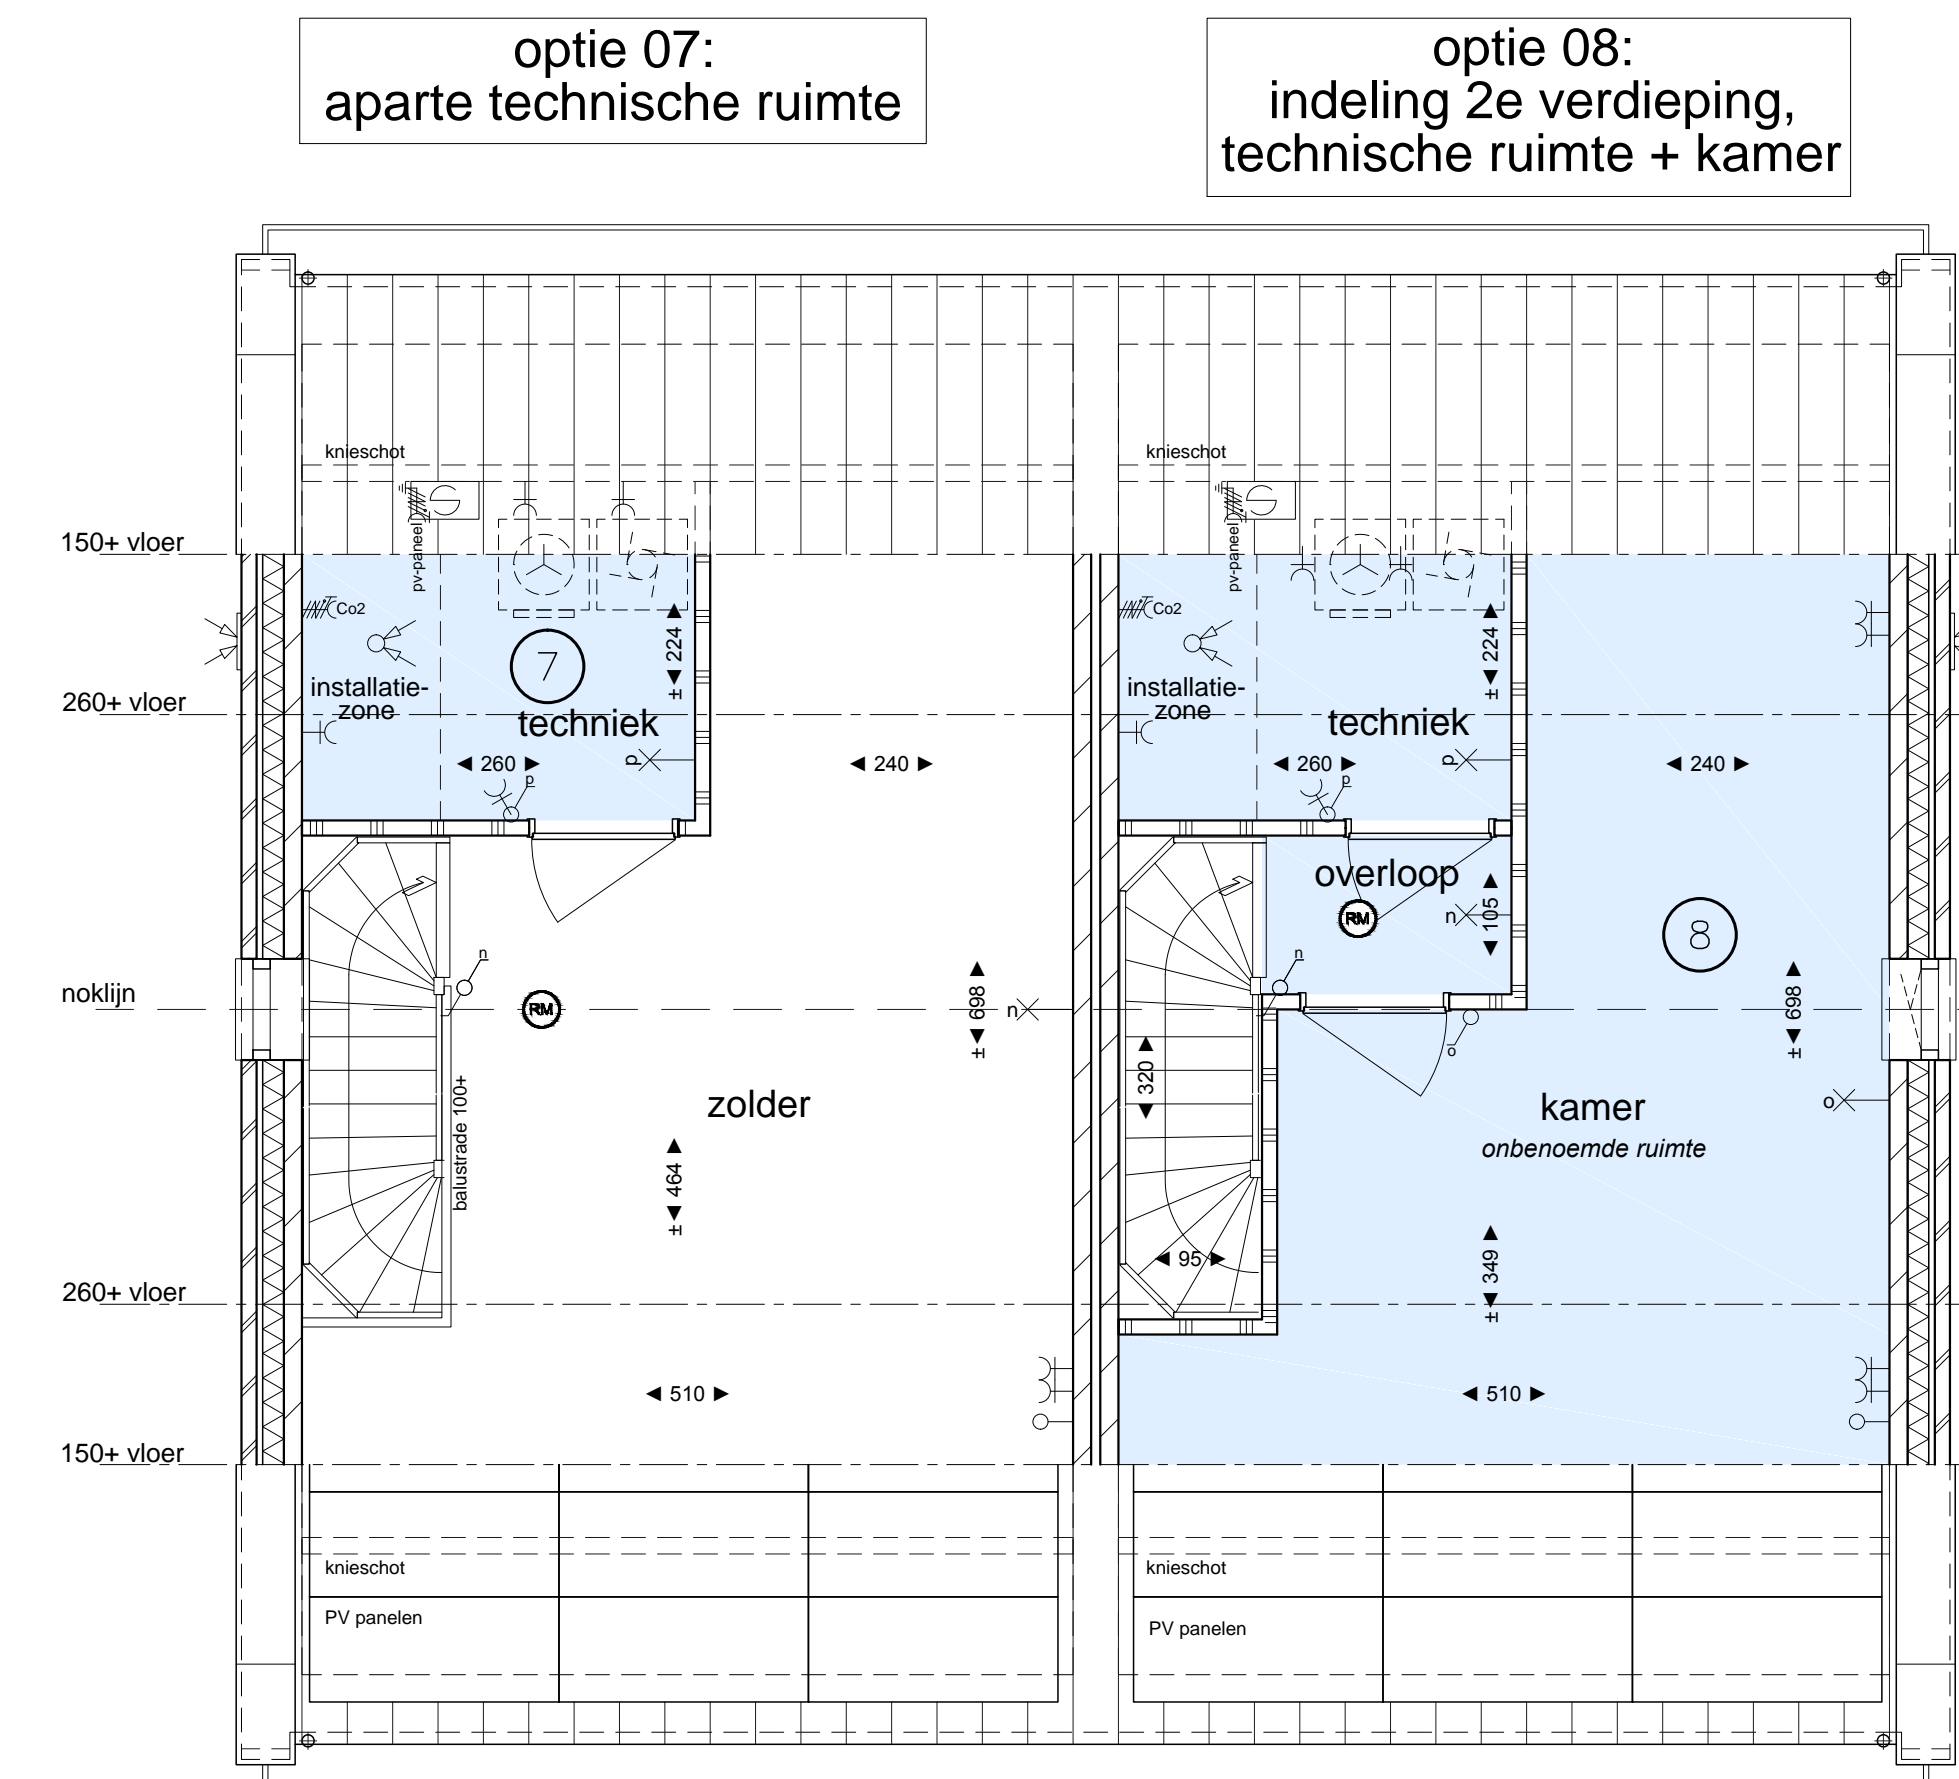 optie 07:
aparte technische ruimte
optie 08:
indeling 2e verdieping,
technische ruimte + kamer
knieschot
knieschot
pv-paneel
pv-paneel
150+ vloer
Co2
Co2
± 224
± 224
7
installatie-
zone
techniek
installatie-
zone
techniek
260+ vloer
p
p
260
240
260
240
p
p
overloop
RM
n
105
8
n
n
noklijn
RM
± 698
n
± 698
o
320
balustrade 100+
zolder
kamer
o
onbenoemde ruimte
± 464
95
± 349
260+ vloer
510
510
150+ vloer
knieschot
knieschot
PV panelen
PV panelen